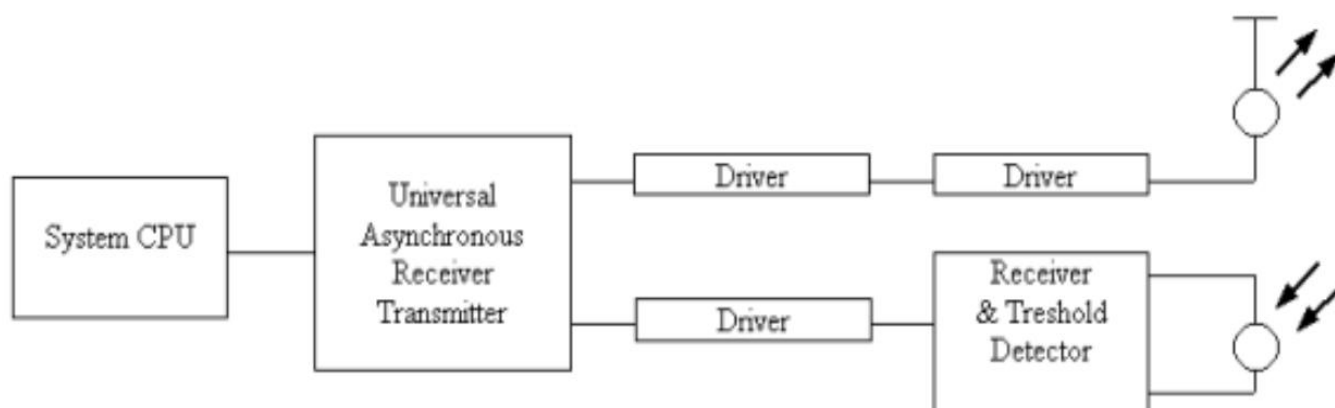 System CPU
Universal
Asynchronous
Receiver
Transmitter
Driver
Driver
Driver
Receiver
& Treshold
Detector